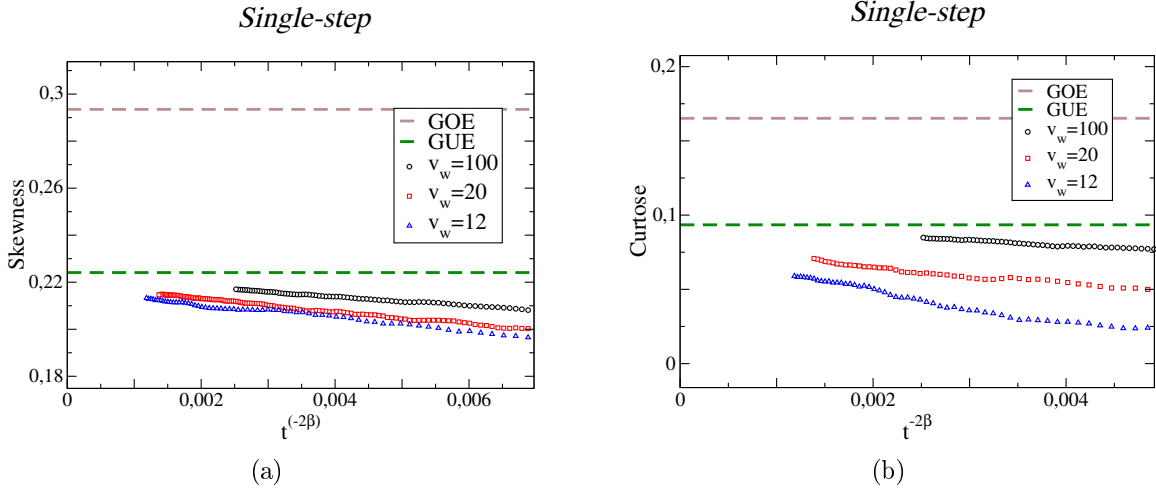 Single-step
Skewness
0,3
0,26
0,22
0,18
0
0,002
0,004
0,006
t^(-2β)
GOE
GUE
v_w=100
v_w=20
v_w=12
(a)
Single-step
Curtose
0,2
0,1
0
0
0,002
0,004
t^-2β
GOE
GUE
v_w=100
v_w=20
v_w=12
(b)